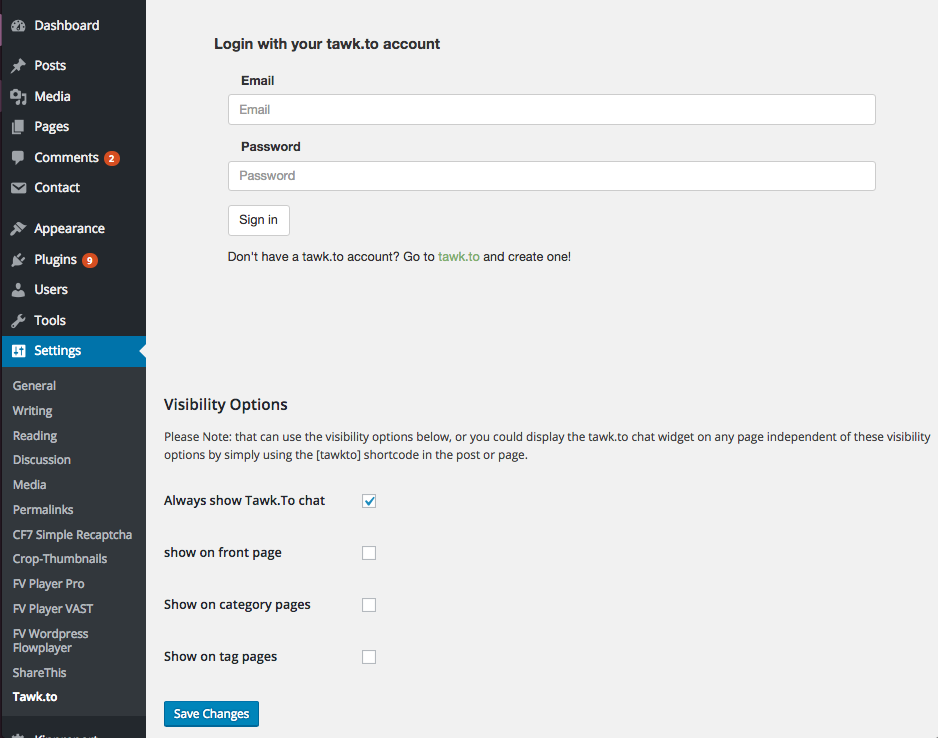 Dashboard
Posts
Media
Pages
Comments 2
Contact
Appearance
Plugins 9
Users
Tools
Settings
General
Writing
Reading
Discussion
Media
Permalinks
CF7 Simple Recaptcha
Crop-Thumbnails
FV Player Pro
FV Player VAST
FV Wordpress
Flowplayer
ShareThis
Tawk.to
Login with your tawk.to account
Email
Email
Password
Password
Sign in
Don't have a tawk.to account? Go to tawk.to and create one!
Visibility Options
Please Note: that can use the visibility options below, or you could display the tawk.to chat widget on any page independent of these visibility
options by simply using the [tawkto] shortcode in the post or page.
Always show Tawk.To chat
show on front page
Show on category pages
Show on tag pages
Save Changes